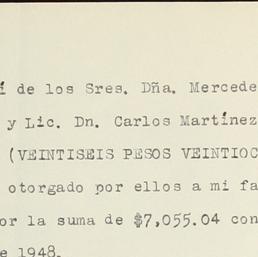 í de los Sres. Dña. Mercede
y Lic. Dn. Carlos Martínez
(VEINTISEIS PESOS VEINTIOC
otorgado por ellos a mi fa
or la suma de $7,055.04 con
e 1948.